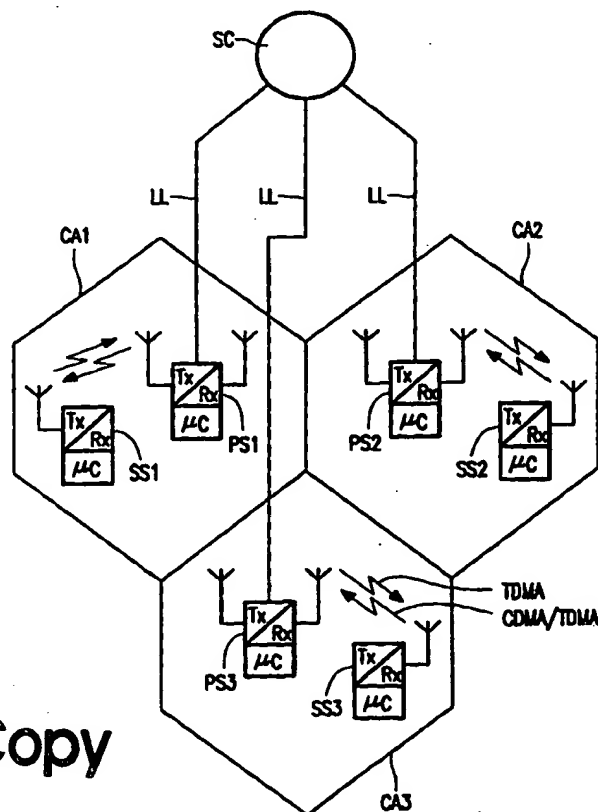 SC
LL LL LL
CA1 CA2
Tx Rx μC PS1
Tx Rx μC SS1
Tx Rx μC PS2
Tx Rx μC SS2
TDMA
CDMA/TDMA
Tx Rx μC PS3
Tx Rx μC SS3
CA3
Copy